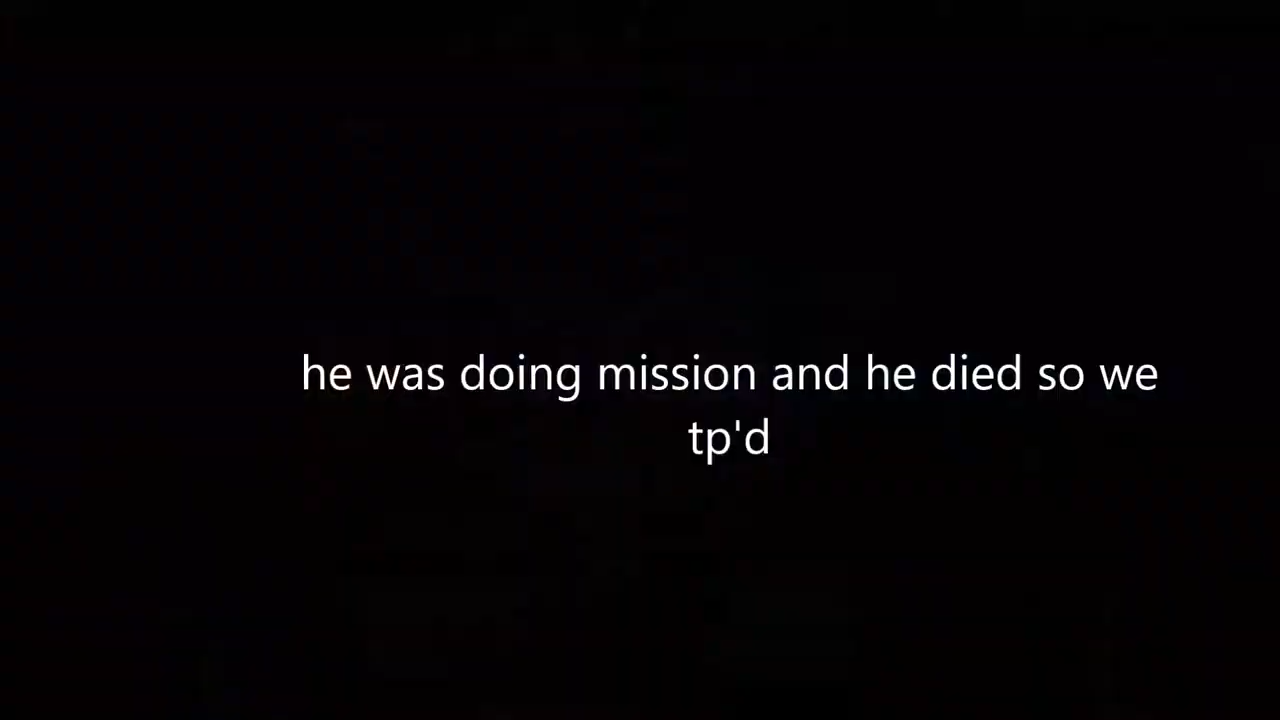 he was doing mission and he died so we
tp'd